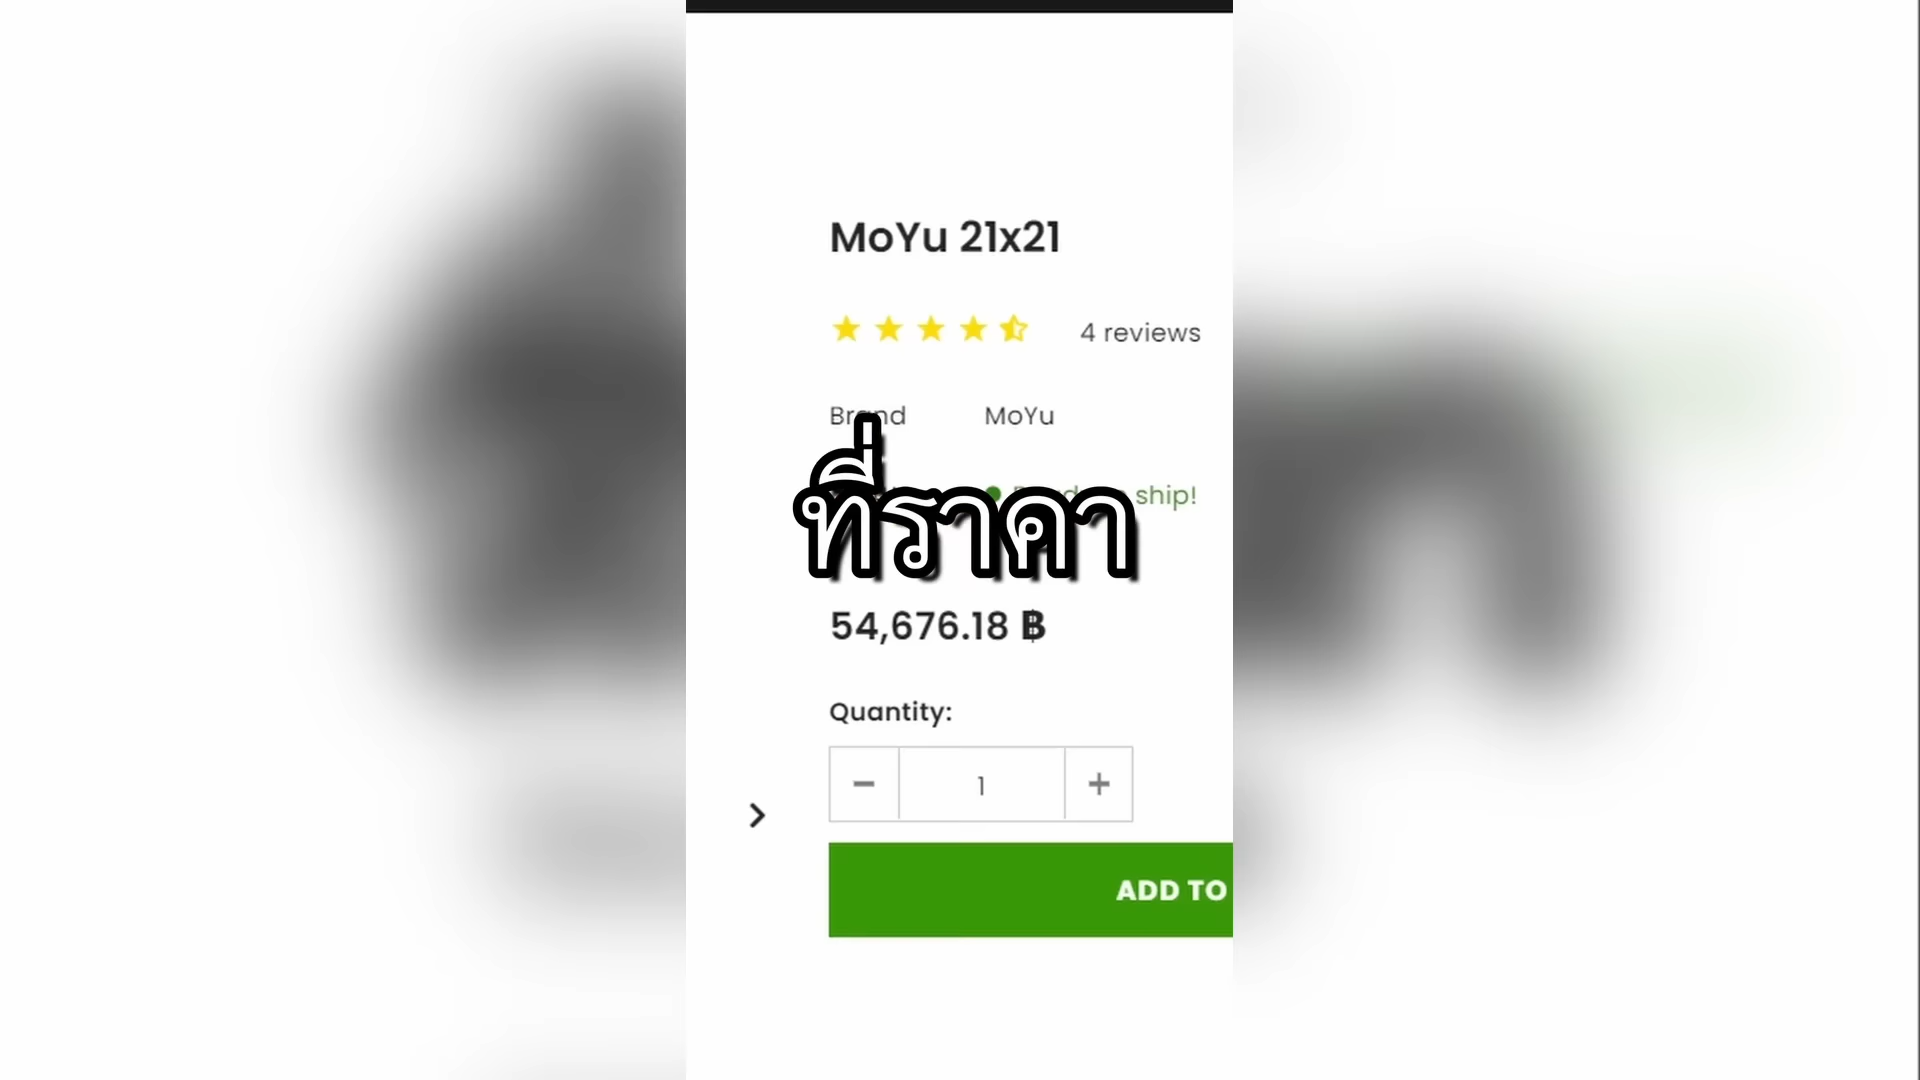 MoYu 21x21
4 reviews
Brand MoYu
ship!
ที่ราคา
54,676.18 ฿
Quantity:
1
ADD TO